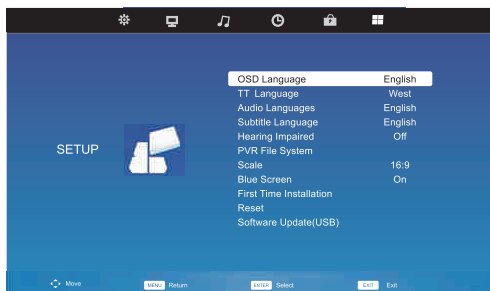 OSD Language English
TT Language West
Audio Languages English
Subtitle Language English
Hearing Impaired Off
SETUP
PVR File System
Scale 16:9
Blue Screen On
First Time Installation
Reset
Software Update(USB)
Move MENU Return ENTER Select EXIT Exit